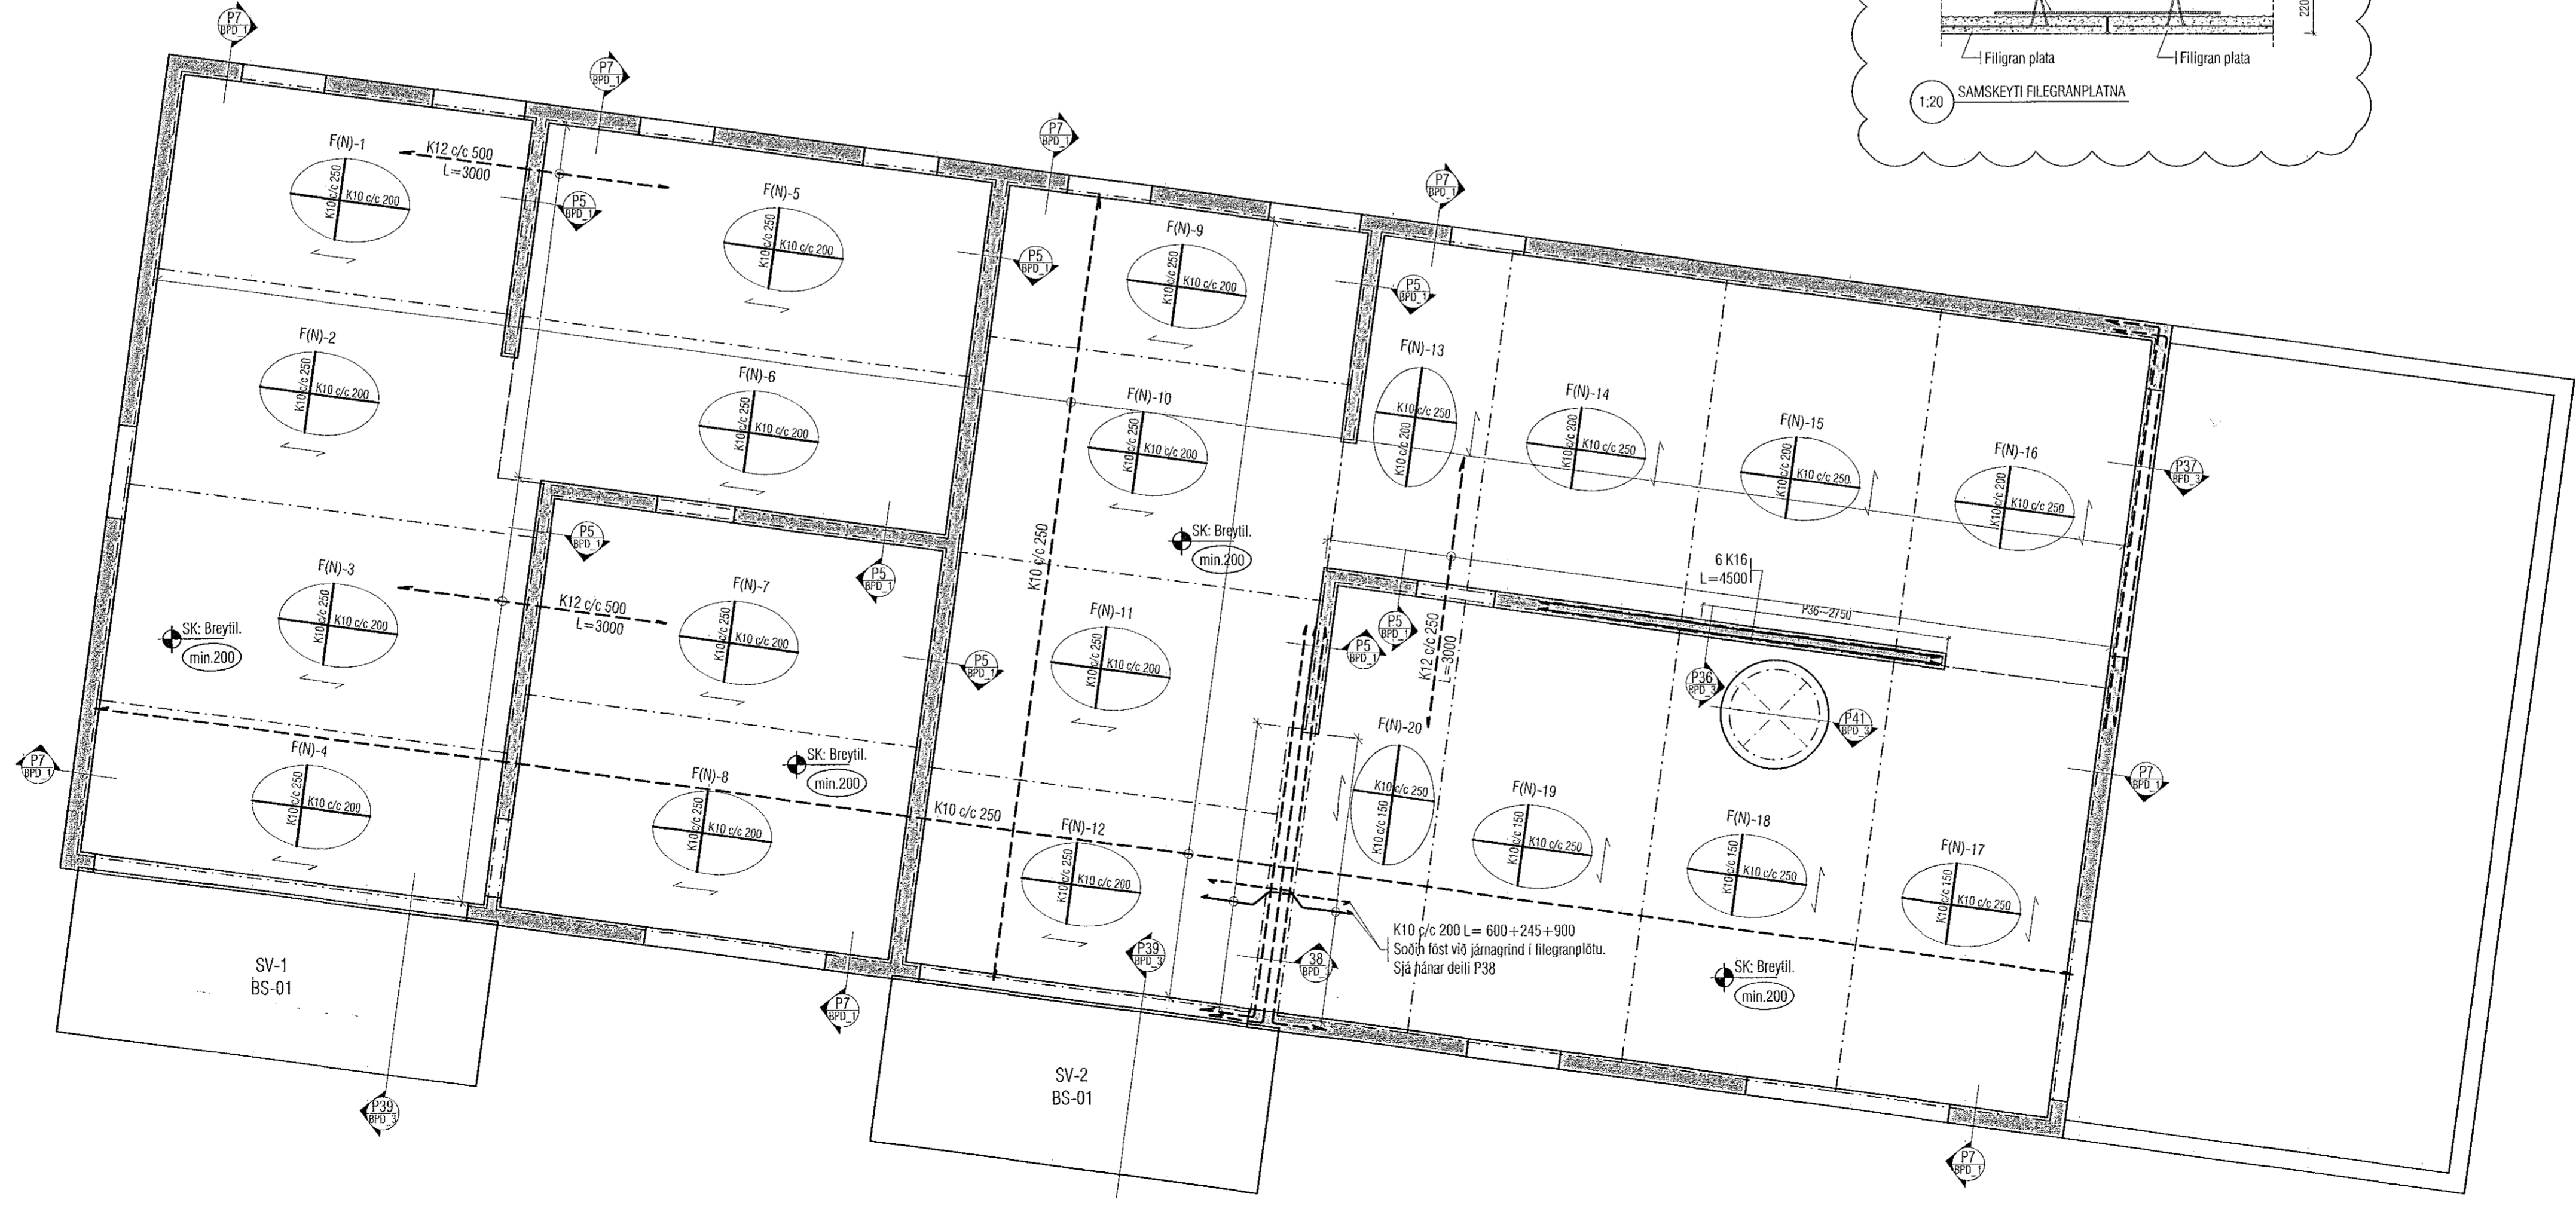 220
Filigran plata
Filigran plata
1:20
SAMSKEYTI FILEGRANPLATNA
P7
BPD_1
P7
BPD_1
P7
BPD_1
P7
BPD_1
F(N)-1
K10 c/c 250
K10 c/c 200
K12 c/c 500
L=3000
P5
BPD_1
F(N)-5
K10 c/c 250
K10 c/c 200
P5
BPD_1
F(N)-9
K10 c/c 250
K10 c/c 200
P5
BPD_1
F(N)-2
K10 c/c 250
K10 c/c 200
F(N)-6
K10 c/c 250
K10 c/c 200
F(N)-10
K10 c/c 250
K10 c/c 200
F(N)-13
K10 c/c 250
K10 c/c 200
F(N)-14
K10 c/c 200
K10 c/c 250
F(N)-15
K10 c/c 200
K10 c/c 250
F(N)-16
K10 c/c 200
K10 c/c 250
P37
BPD_3
P5
BPD_1
P5
BPD_1
K10 c/c 250
SK: Breytil.
min.200
6 K16
L=4500
P36-2750
F(N)-3
K10 c/c 250
K10 c/c 200
K12 c/c 500
L=3000
F(N)-7
K10 c/c 250
K10 c/c 200
P5
BPD_1
F(N)-11
K10 c/c 250
K10 c/c 200
P5
BPD_1
P5
BPD_1
K12 c/c 250
L=3000
P36
BPD_3
P41
BPD_3
SK: Breytil.
min.200
P7
BPD_1
F(N)-4
K10 c/c 250
K10 c/c 200
F(N)-8
K10 c/c 250
K10 c/c 200
SK: Breytil.
min.200
K10 c/c 250
F(N)-12
K10 c/c 250
K10 c/c 200
F(N)-20
K10 c/c 250
K10 c/c 150
F(N)-19
K10 c/c 150
K10 c/c 250
F(N)-18
K10 c/c 150
K10 c/c 250
F(N)-17
K10 c/c 150
K10 c/c 250
P7
BPD_1
K10 c/c 200 L= 600+245+900
Soðin föst við járnagrind í filegranplötu.
Sjá nánar deili P38
P39
BPD_3
38
BPD_3
SK: Breytil.
min.200
SV-1
BS-01
P7
BPD_1
P39
BPD_3
SV-2
BS-01
P7
BPD_1